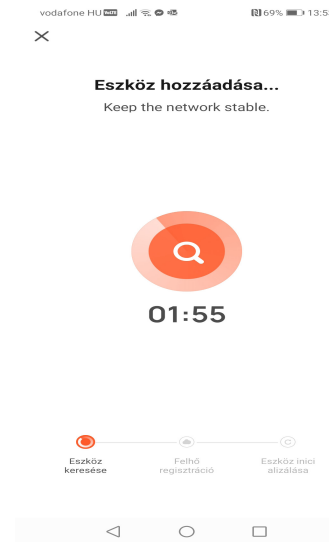 vodafone HU 69% 13:5
Eszköz hozzáadása...
Keep the network stable.
01:55
Eszköz keresése
Felhő regisztráció
Eszköz inici alizálása